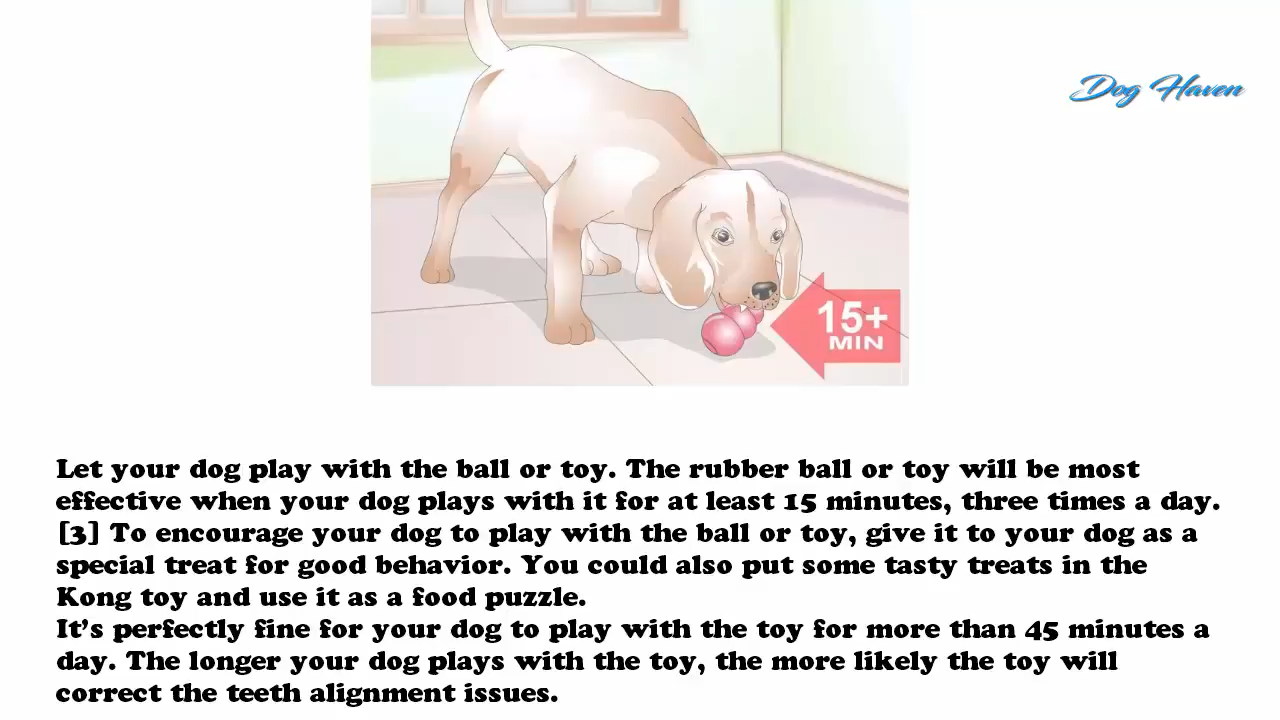 Dog Haven
15+
MIN
Let your dog play with the ball or toy. The rubber ball or toy will be most
effective when your dog plays with it for at least 15 minutes, three times a day.
[3] To encourage your dog to play with the ball or toy, give it to your dog as a
special treat for good behavior. You could also put some tasty treats in the
Kong toy and use it as a food puzzle.
It's perfectly fine for your dog to play with the toy for more than 45 minutes a
day. The longer your dog plays with the toy, the more likely the toy will
correct the teeth alignment issues.